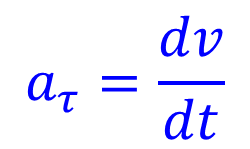 a_τ = dv/dt